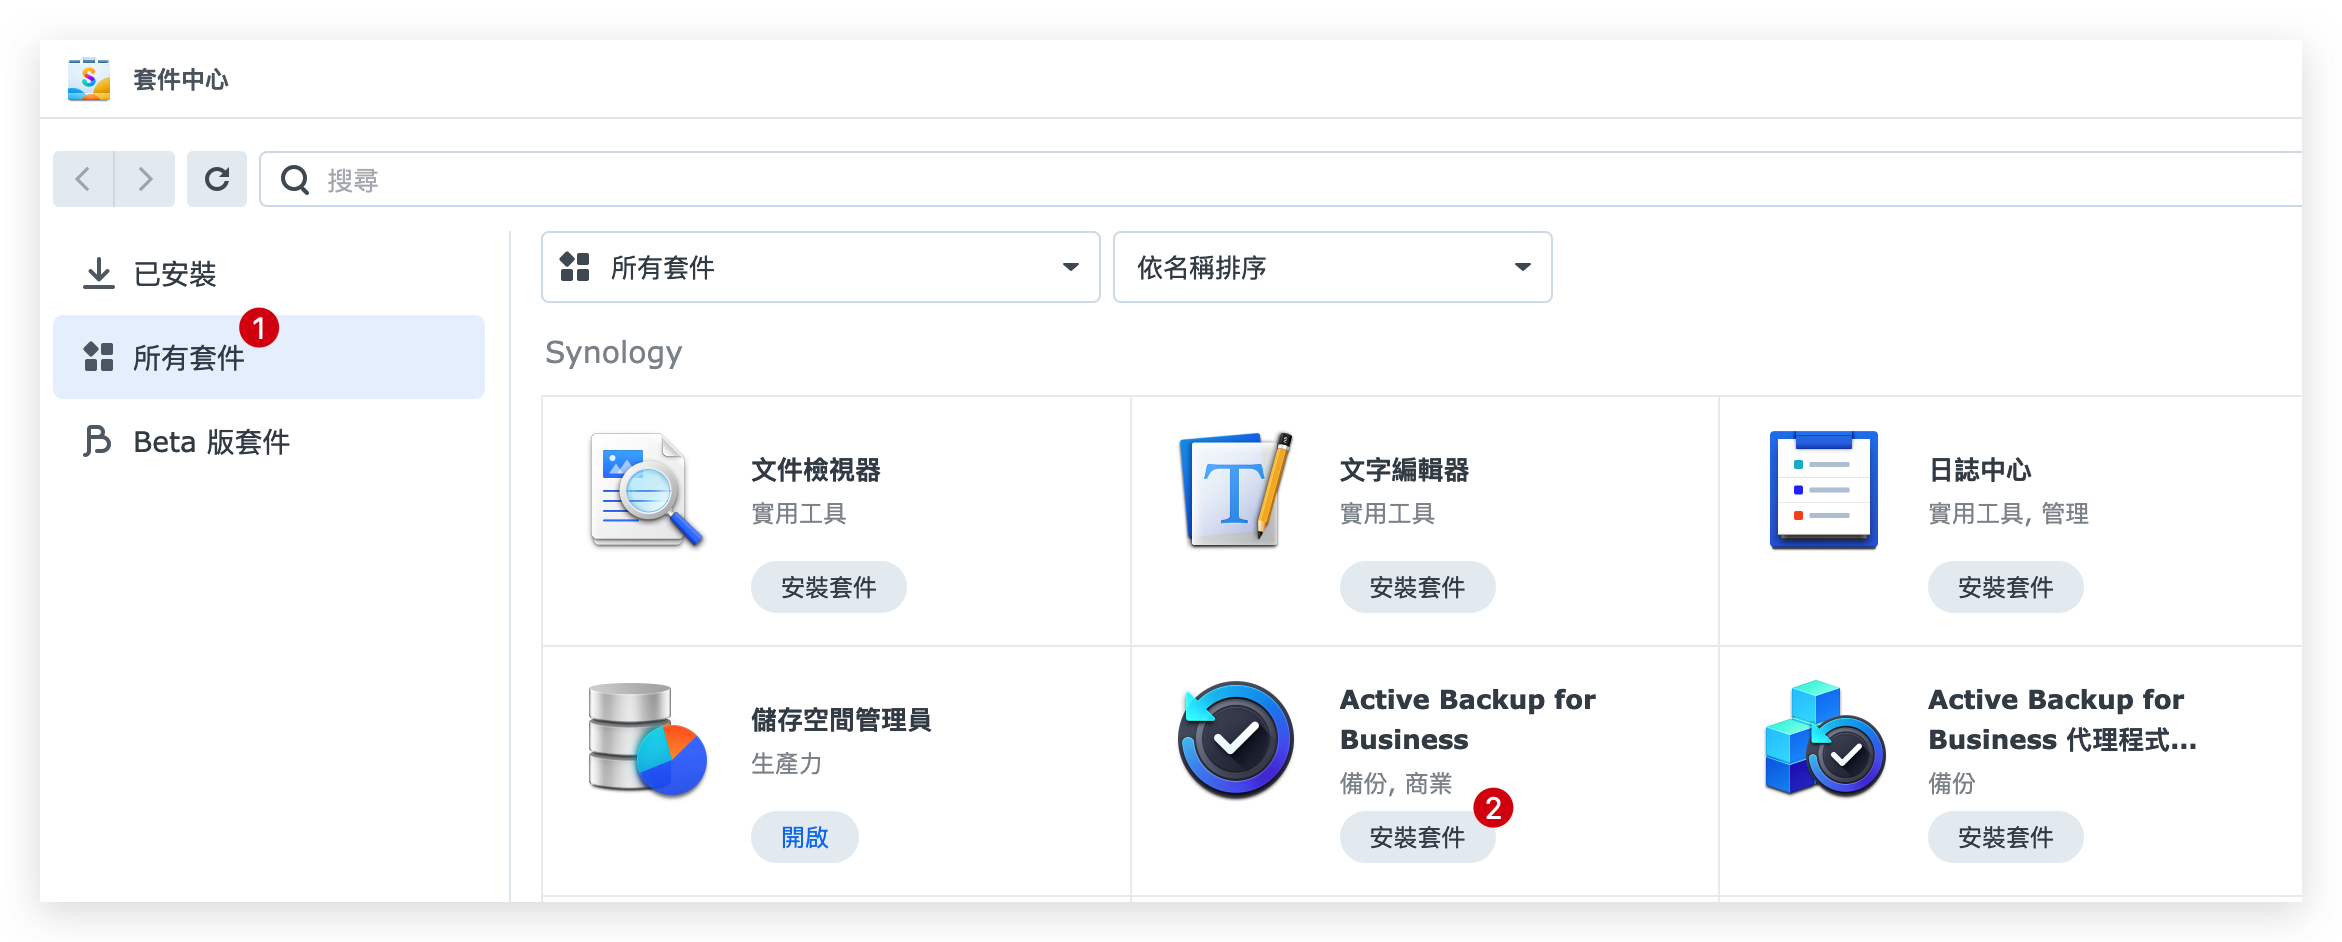 套件中心
搜尋
已安裝
所有套件
1
Beta 版套件
所有套件
依名稱排序
Synology
文件檢視器
實用工具
安裝套件
文字編輯器
實用工具
安裝套件
日誌中心
實用工具, 管理
安裝套件
儲存空間管理員
生產力
開啟
Active Backup for
Business
備份, 商業
2
安裝套件
Active Backup for
Business 代理程式...
備份
安裝套件